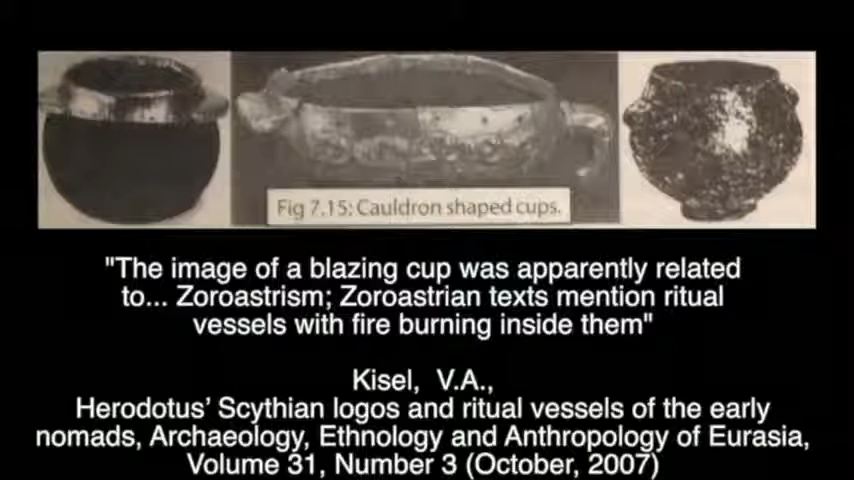 Fig 7.15: Cauldron shaped cups.
"The image of a blazing cup was apparently related
to... Zoroastrism; Zoroastrian texts mention ritual
vessels with fire burning inside them"
Kisel, V.A.,
Herodotus' Scythian logos and ritual vessels of the early
nomads, Archaeology, Ethnology and Anthropology of Eurasia,
Volume 31, Number 3 (October, 2007)